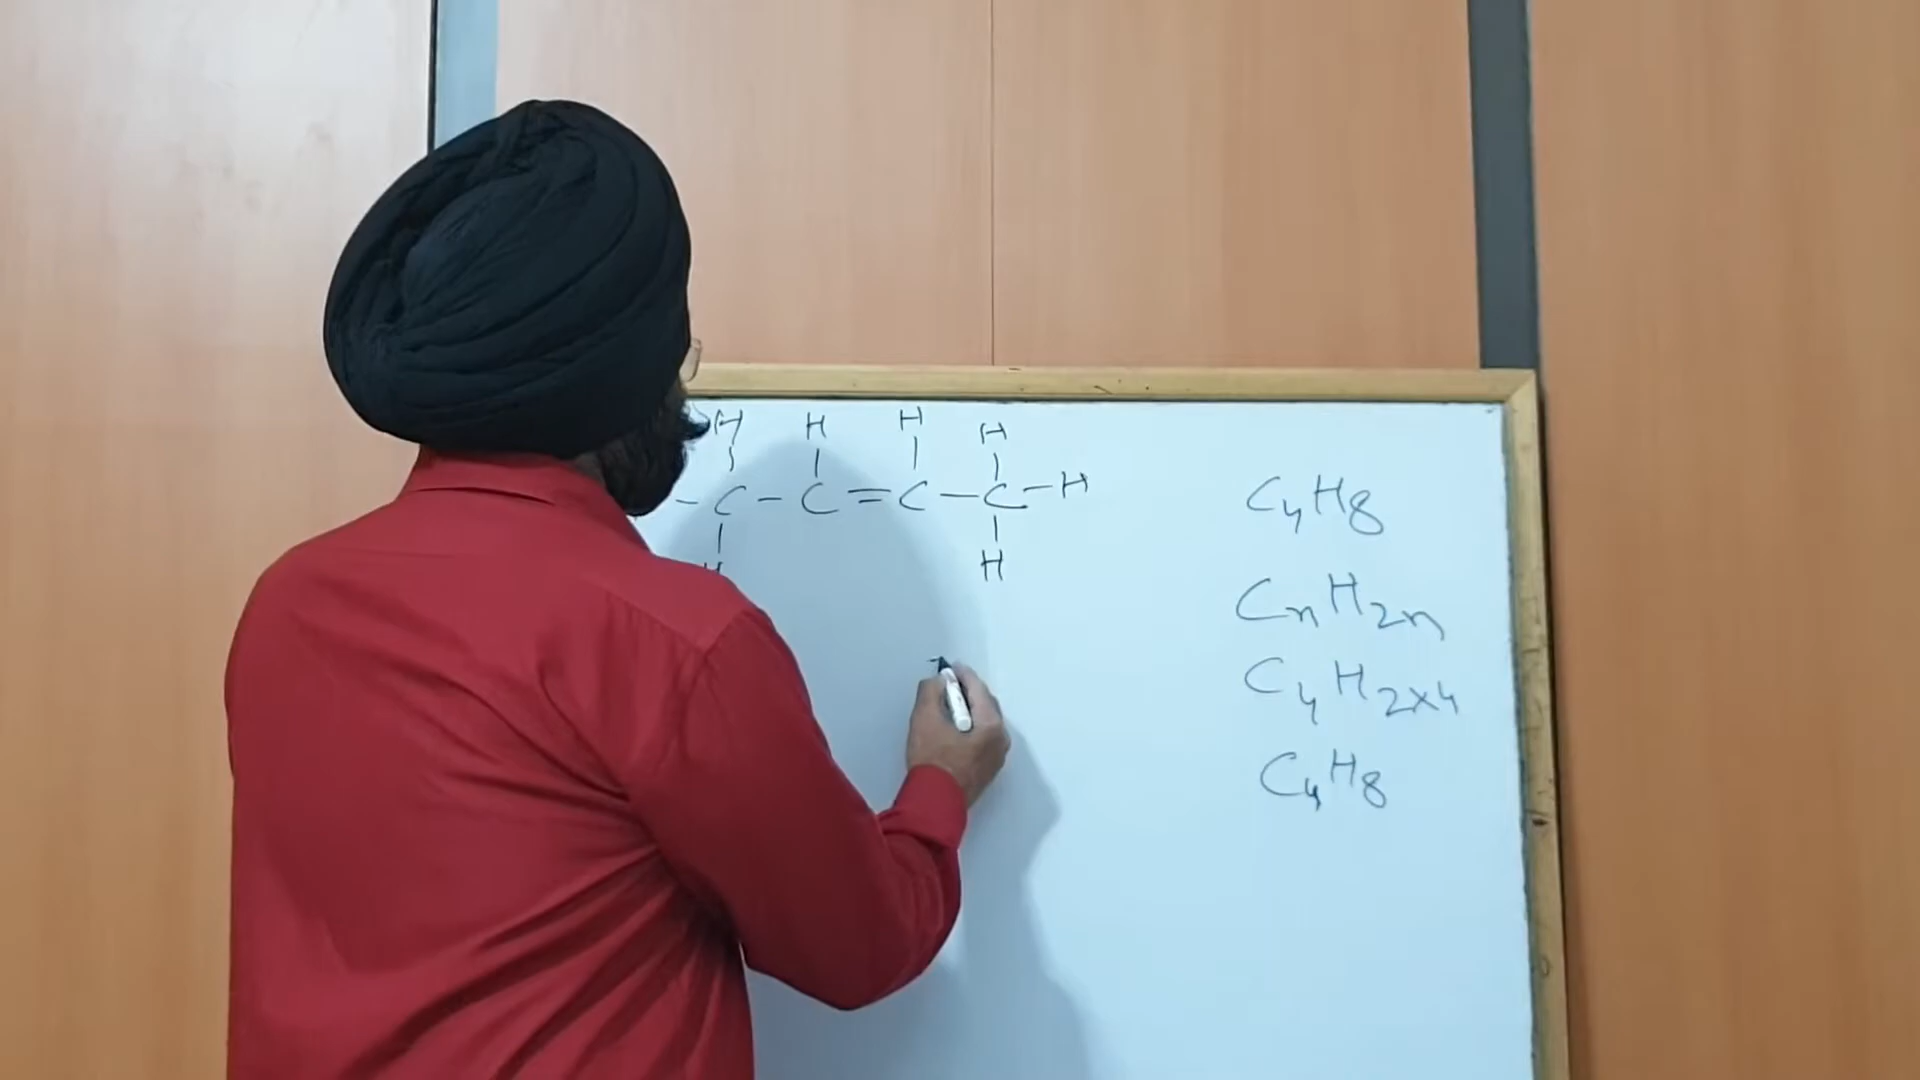 H H H H
- C - C = C - C - H
H H
C₄H₈
CₙH₂ₙ
C₄H₂ₓ₄
C₄H₈